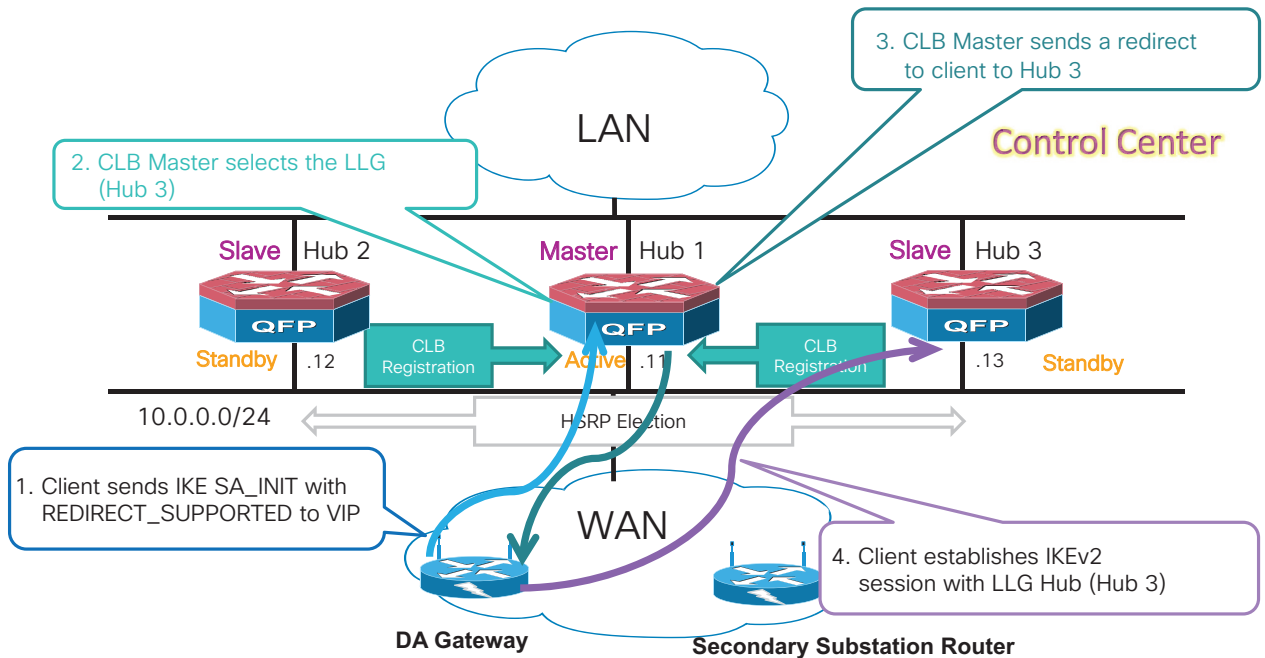 3. CLB Master sends a redirect
to client to Hub 3
LAN
Control Center
2. CLB Master selects the LLG
(Hub 3)
Slave
Hub 2
Master
Hub 1
Slave
Hub 3
QFP
QFP
QFP
Standby
.12
CLB
Registration
Active
.11
CLB
Registration
.13
Standby
10.0.0.0/24
HSRP Election
1. Client sends IKE SA_INIT with
REDIRECT_SUPPORTED to VIP
WAN
4. Client establishes IKEv2
session with LLG Hub (Hub 3)
DA Gateway
Secondary Substation Router